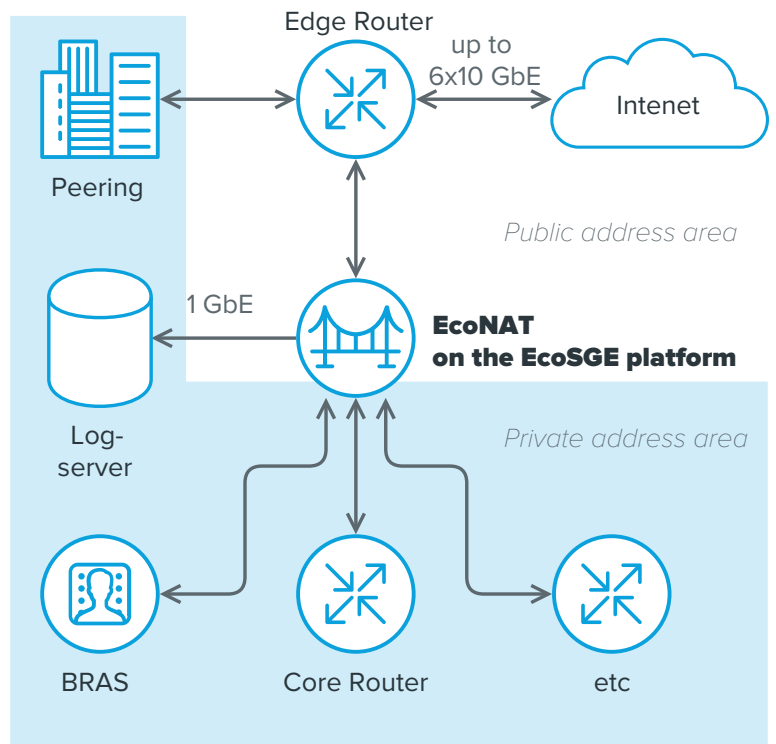 Edge Router
up to
6x10 GbE
Intenet
Peering
Public address area
1 GbE
EcoNAT
on the EcoSGE platform
Log-
server
Private address area
BRAS
Core Router
etc